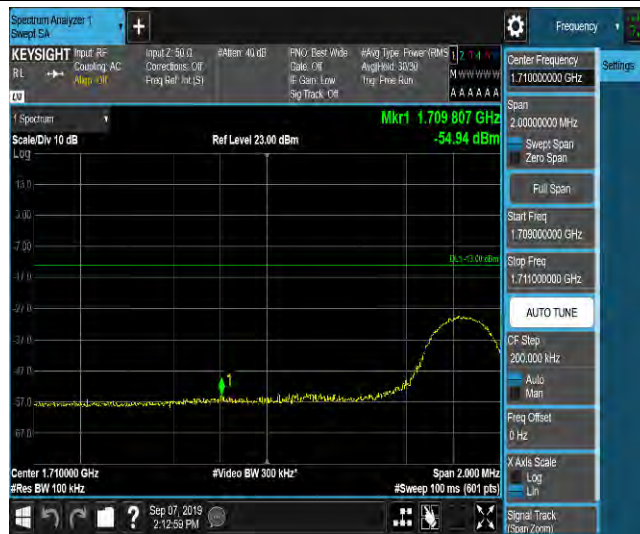 Spectrum Analyzer 1
Swept SA
Frequency
KEYSIGHT
RL
Input: RF
Coupling: AC
Align: Off
Input Z: 50 Ω
Corrections: Off
Freq Ref: Int (S)
#Atten: 40 dB
PNO: Best Wide
Gate: Off
IF Gain: Low
Sig Track: Off
#Avg Type: Power (RMS
Avg|Hold: 30/30
Trig: Free Run
M W W W W W
A A A A A A
LXI
1 Spectrum
Scale/Div 10 dB
Log
Ref Level 23.00 dBm
Mkr1 1.709 807 GHz
-54.94 dBm
13.0
3.00
-7.00
DL1 -13.00 dBm
-17.0
-27.0
-37.0
-47.0
-57.0
-67.0
1
Center 1.710000 GHz
#Res BW 100 kHz
#Video BW 300 kHz*
Span 2.000 MHz
#Sweep 100 ms (601 pts)
Sep 07, 2019
2:12:59 PM
Settings
Center Frequency
1.710000000 GHz
Span
2.00000000 MHz
Swept Span
Zero Span
Full Span
Start Freq
1.709000000 GHz
Stop Freq
1.711000000 GHz
AUTO TUNE
CF Step
200.000 kHz
Auto
Man
Freq Offset
0 Hz
X Axis Scale
Log
Lin
Signal Track
(Span Zoom)